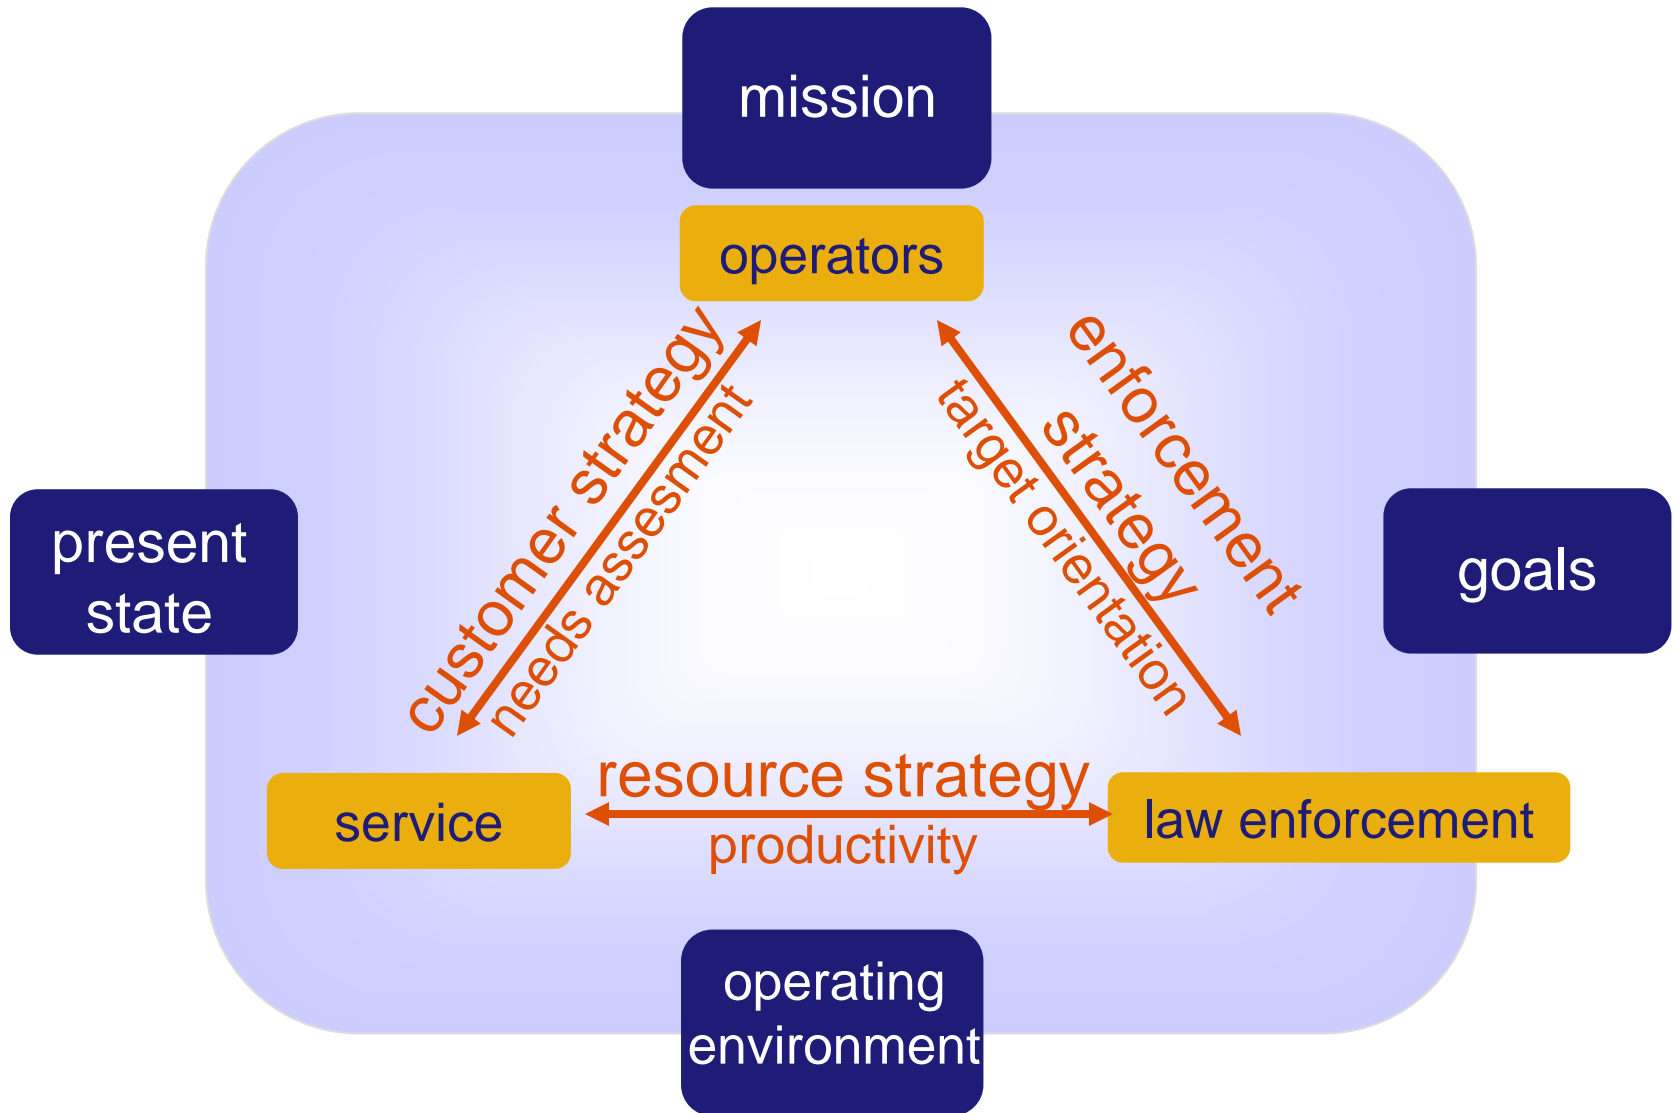 mission
operators
customer strategy
needs assesment
enforcement
strategy
target orientation
present
state
goals
resource strategy
productivity
service
law enforcement
operating
environment